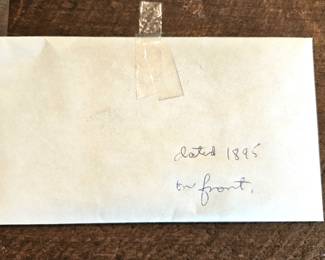 dated 1895
on front.